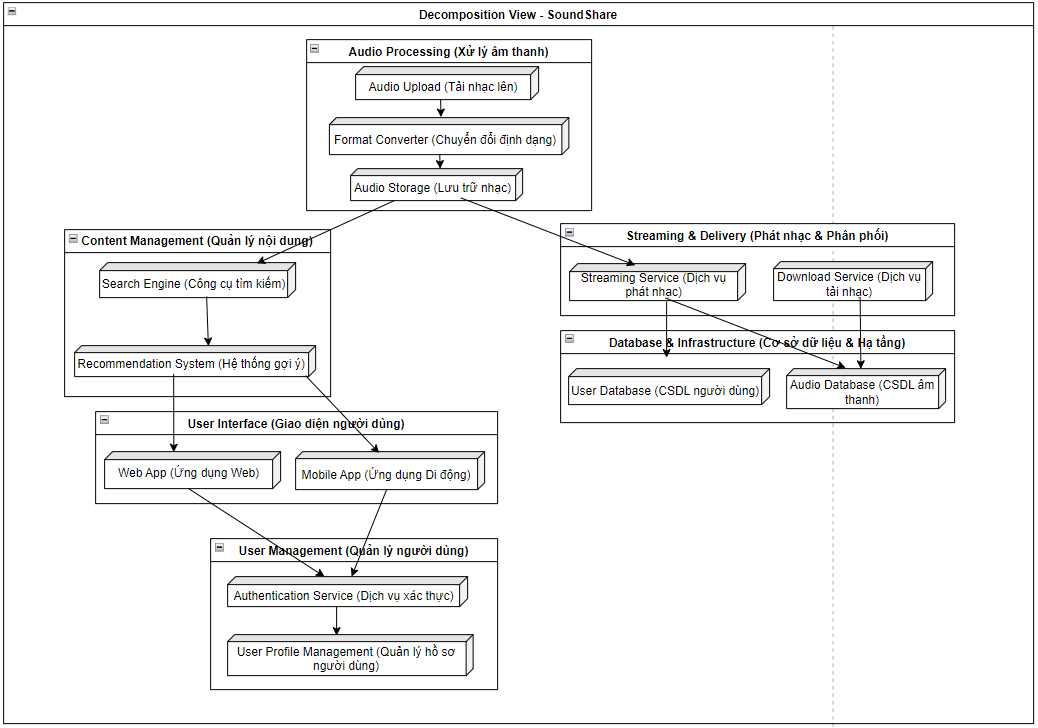 Decomposition View - SoundShare
Audio Processing (Xử lý âm thanh)
Audio Upload (Tải nhạc lên)
Format Converter (Chuyển đổi định dạng)
Audio Storage (Lưu trữ nhạc)
Content Management (Quản lý nội dung)
Search Engine (Công cụ tìm kiếm)
Recommendation System (Hệ thống gợi ý)
Streaming & Delivery (Phát nhạc & Phân phối)
Streaming Service (Dịch vụ
phát nhạc)
Download Service (Dịch vụ
tải nhạc)
Database & Infrastructure (Cơ sở dữ liệu & Hạ tầng)
User Database (CSDL người dùng)
Audio Database (CSDL âm
thanh)
User Interface (Giao diện người dùng)
Web App (Ứng dụng Web)
Mobile App (Ứng dụng Di động)
User Management (Quản lý người dùng)
Authentication Service (Dịch vụ xác thực)
User Profile Management (Quản lý hồ sơ
người dùng)